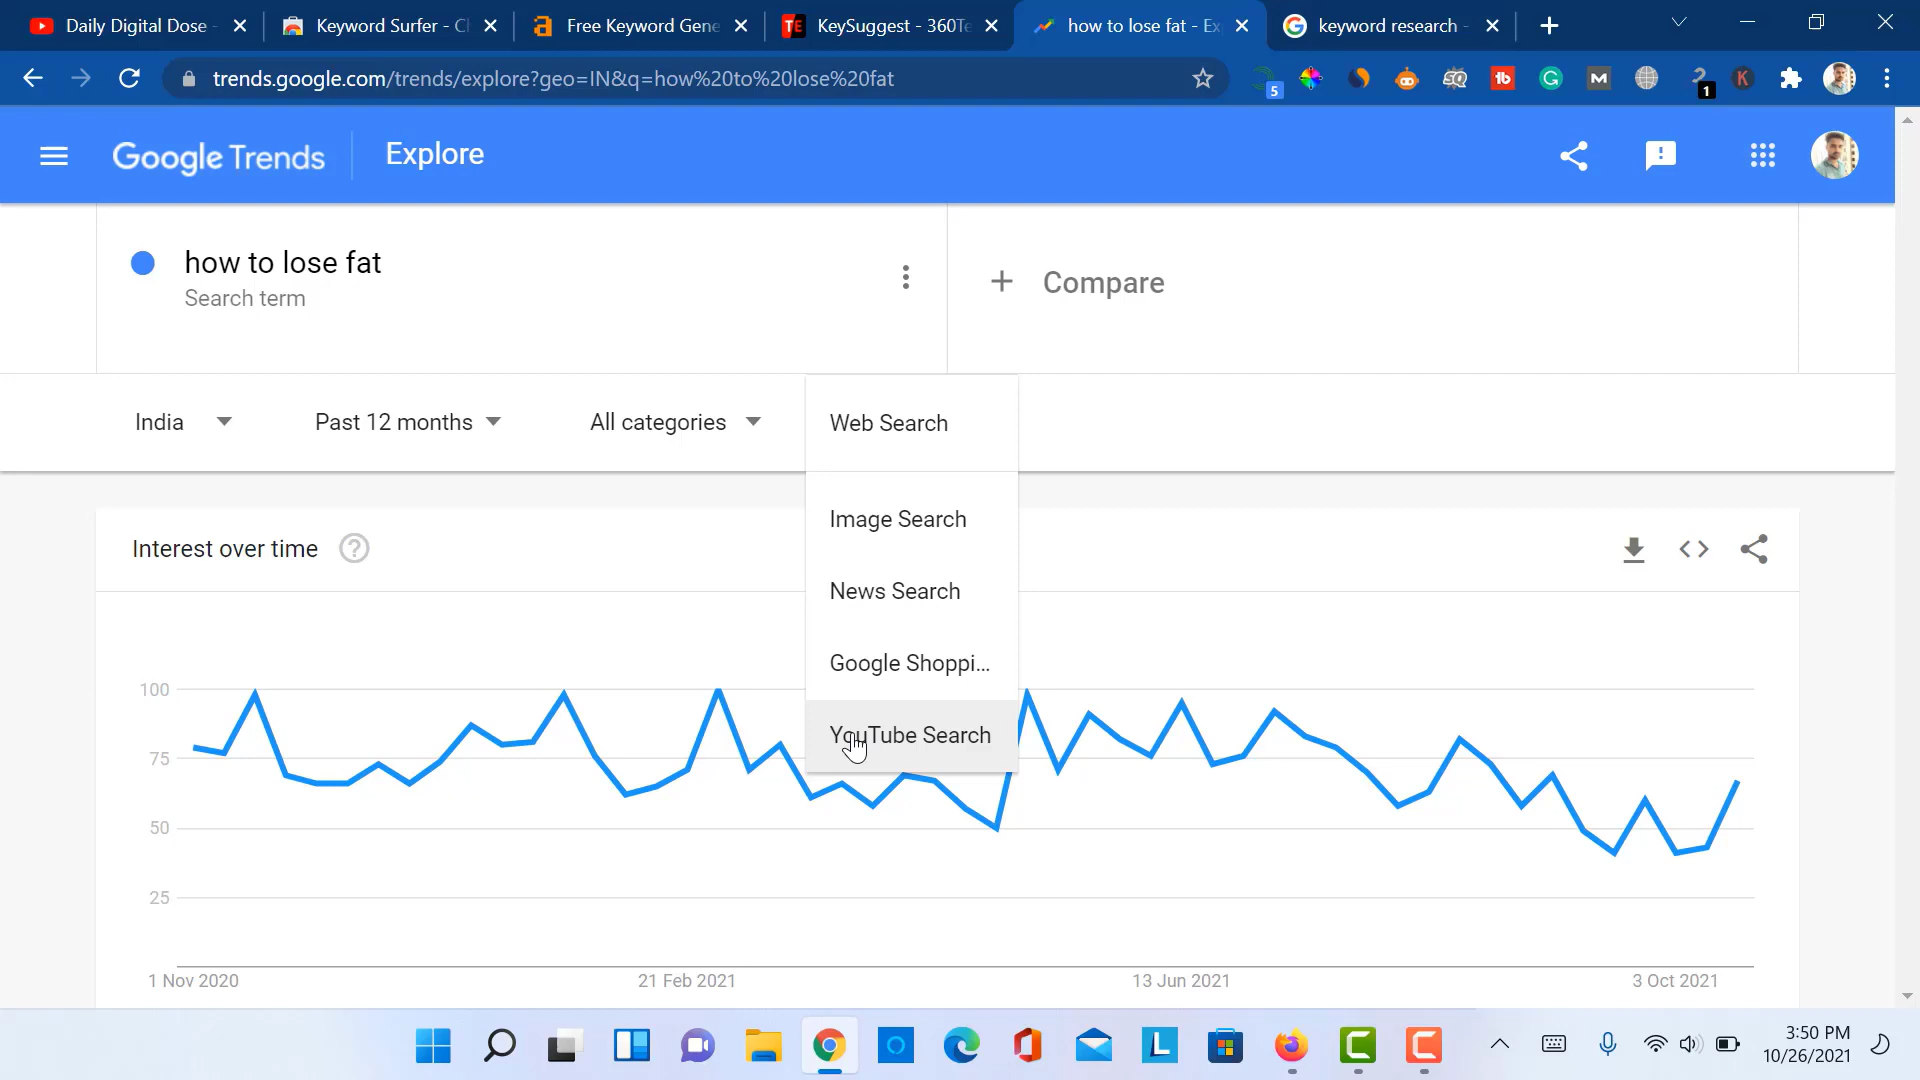 Daily Digital Dose -
Keyword Surfer - Cl
Free Keyword Gene
KeySuggest - 360Te
how to lose fat - Ex
keyword research -
trends.google.com/trends/explore?geo=IN&q=how%20to%20lose%20fat
5
1
Google Trends
Explore
how to lose fat
Search term
Compare
India
Past 12 months
All categories
Web Search
Image Search
News Search
Google Shoppi...
YouTube Search
Interest over time
100
75
50
25
1 Nov 2020
21 Feb 2021
13 Jun 2021
3 Oct 2021
3:50 PM
10/26/2021